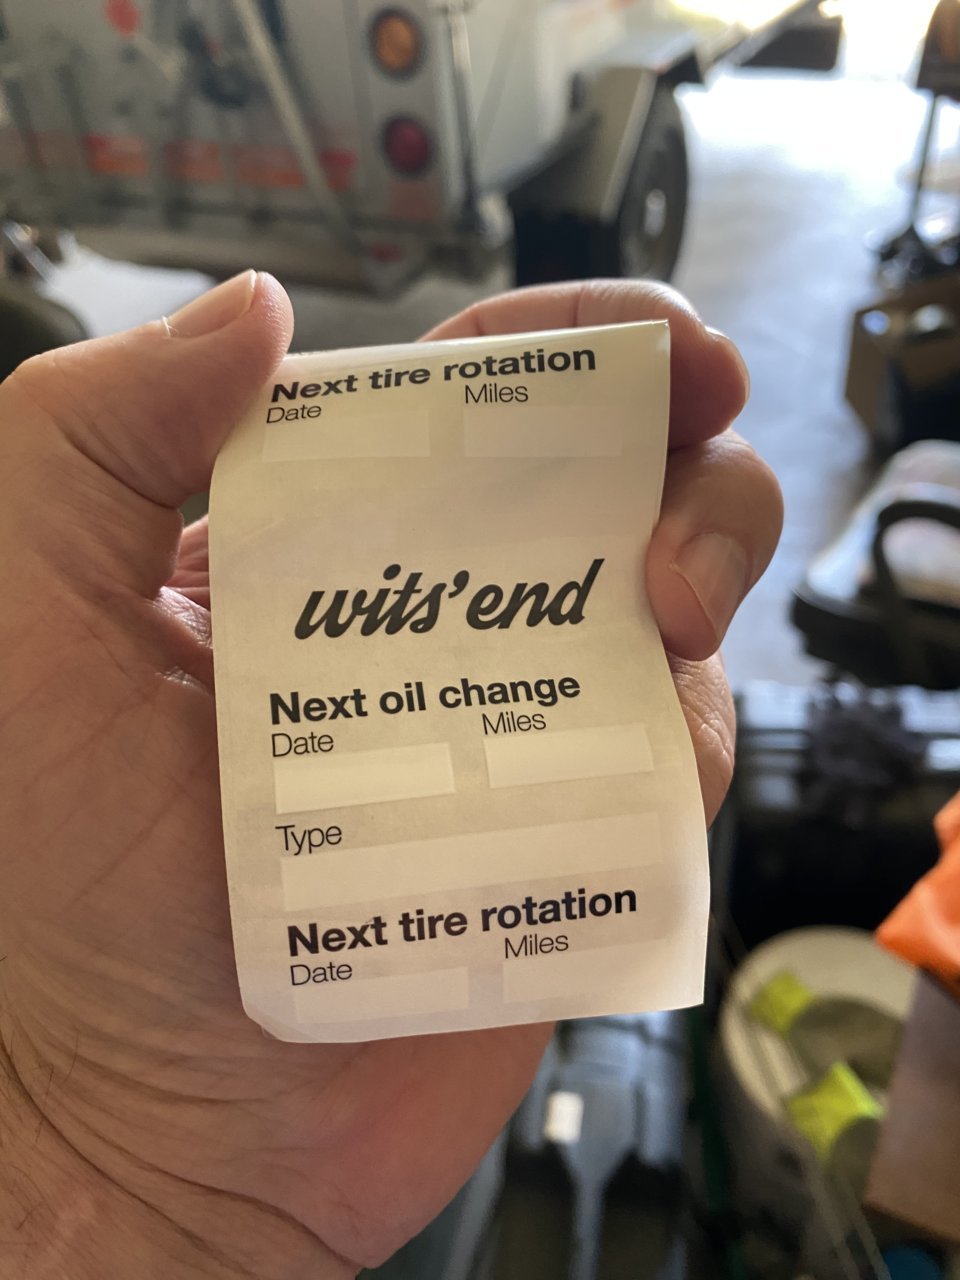 Next tire rotation
Date Miles
wits' end
Next oil change
Date Miles
Type
Next tire rotation
Date Miles